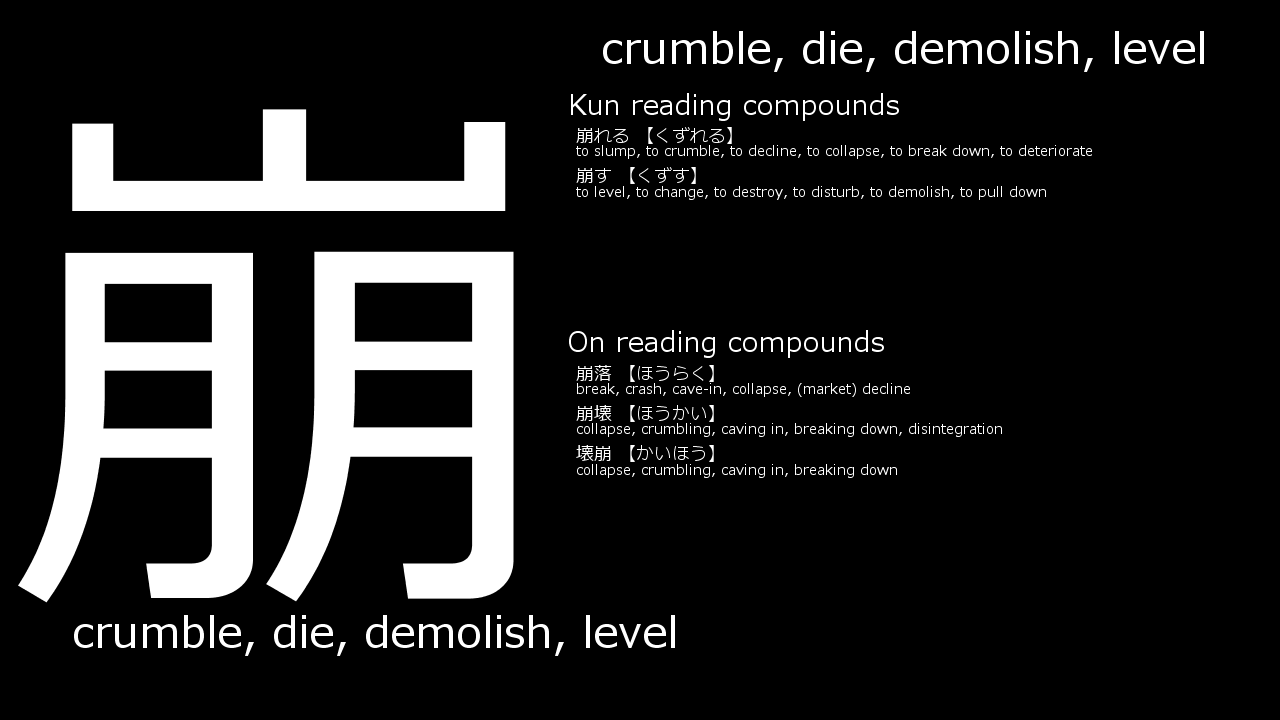 崩
crumble, die, demolish, level
crumble, die, demolish, level
Kun reading compounds
崩れる 【くずれる】
to slump, to crumble, to decline, to collapse, to break down, to deteriorate
崩す 【くずす】
to level, to change, to destroy, to disturb, to demolish, to pull down
On reading compounds
崩落 【ほうらく】
break, crash, cave-in, collapse, (market) decline
崩壊 【ほうかい】
collapse, crumbling, caving in, breaking down, disintegration
壊崩 【かいほう】
collapse, crumbling, caving in, breaking down